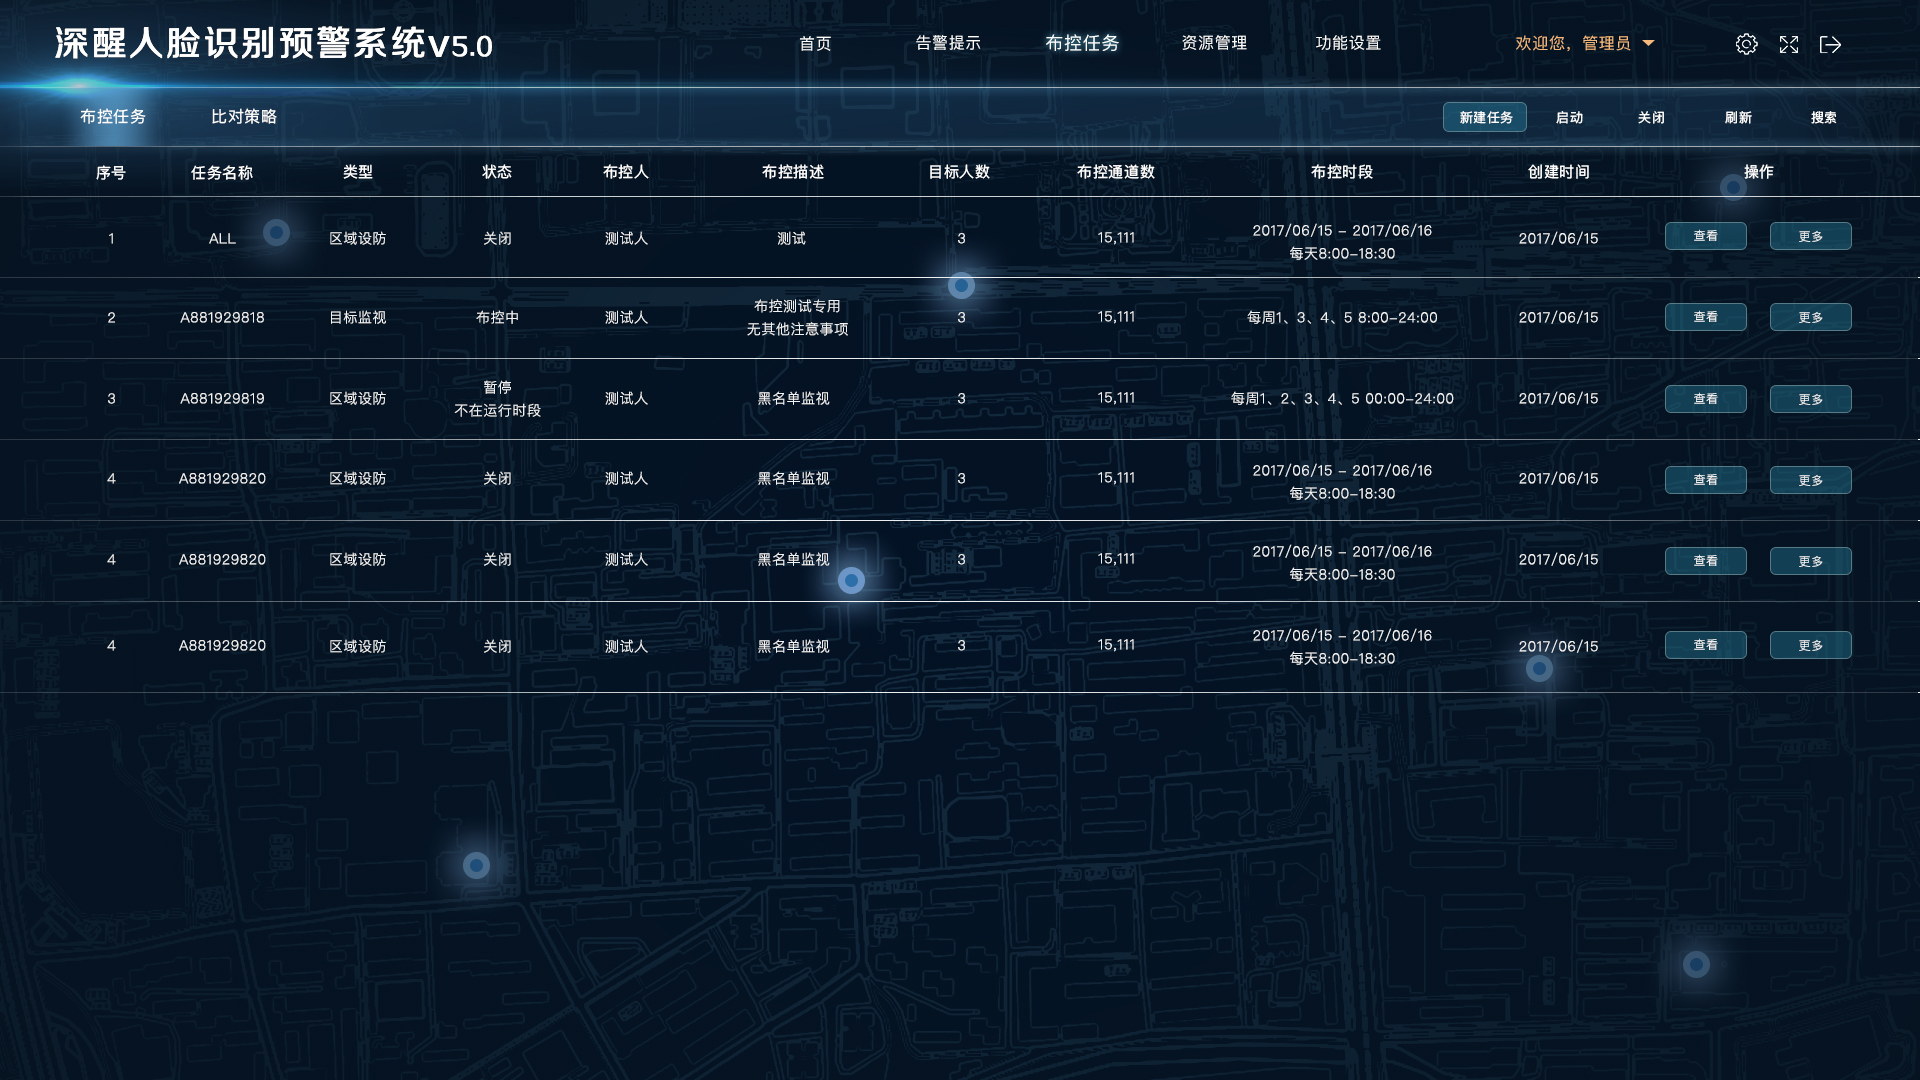 深醒人脸识别预警系统V5.0
首页 告警提示 布控任务 资源管理 功能设置 欢迎您，管理员
布控任务 比对策略 新建任务 启动 关闭 刷新 搜索
序号 任务名称 类型 状态 布控人 布控描述 目标人数 布控通道数 布控时段 创建时间 操作
1 ALL 区域设防 关闭 测试人 测试 3 15,111 2017/06/15 – 2017/06/16 2017/06/15 查看 更多
每天8:00–18:30
布控测试专用
2 A881929818 目标监视 布控中 测试人 3 15,111 每周1、3、4、5 8:00–24:00 2017/06/15 查看 更多
无其他注意事项
暂停
3 A881929819 区域设防 测试人 黑名单监视 3 15,111 每周1、2、3、4、5 00:00–24:00 2017/06/15 查看 更多
不在运行时段
4 A881929820 区域设防 关闭 测试人 黑名单监视 3 15,111 2017/06/15 – 2017/06/16 2017/06/15 查看 更多
每天8:00–18:30
4 A881929820 区域设防 关闭 测试人 黑名单监视 3 15,111 2017/06/15 – 2017/06/16 2017/06/15 查看 更多
每天8:00–18:30
4 A881929820 区域设防 关闭 测试人 黑名单监视 3 15,111 2017/06/15 – 2017/06/16 2017/06/15 查看 更多
每天8:00–18:30